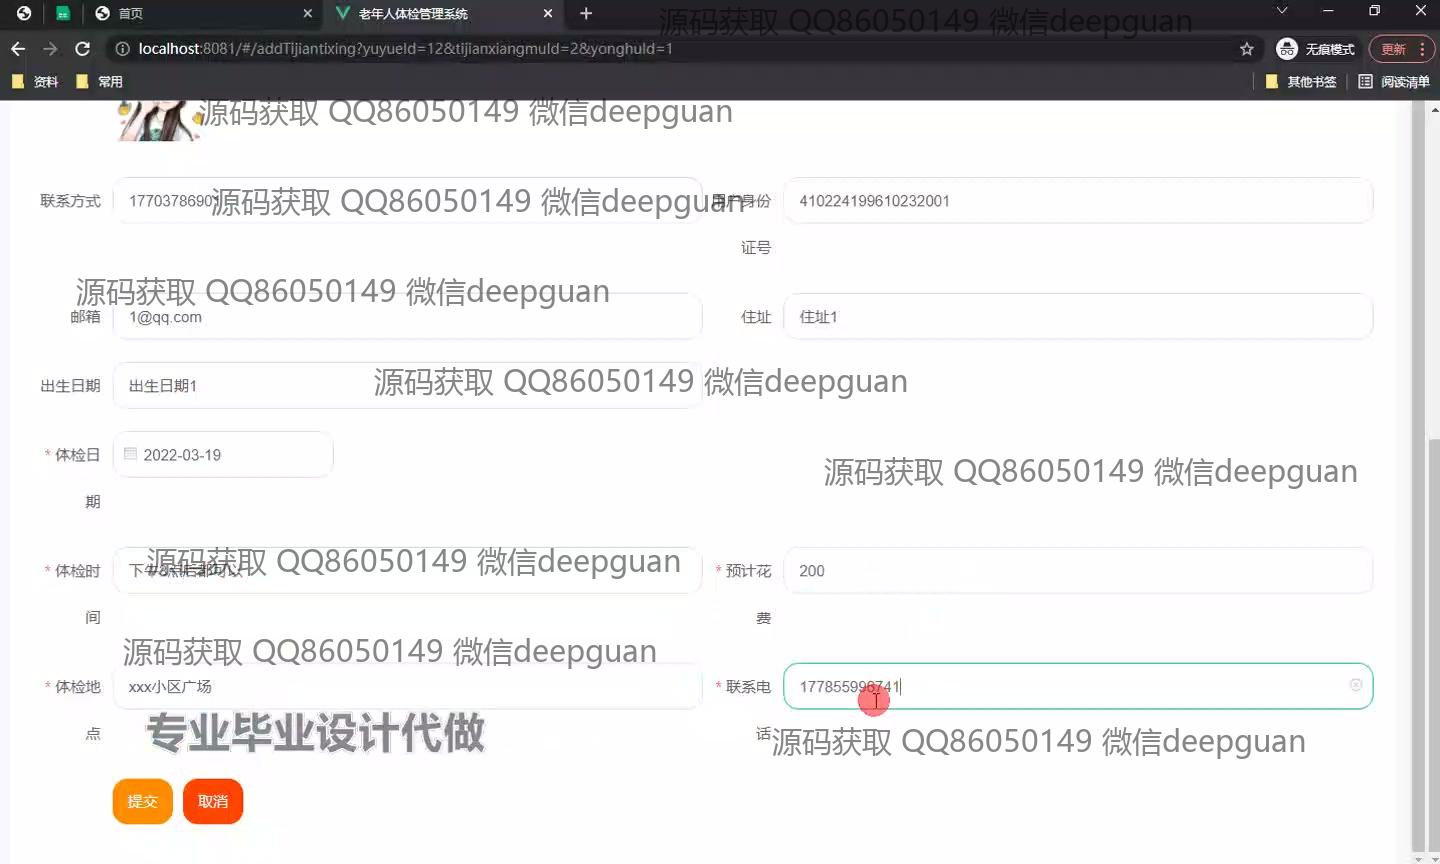 首页
老年人体检管理系统
localhost:8081/#/addTijiantixing?yuyueId=12&tijianxiangmuId=2&yonghuId=1
无痕模式
更新
资料
常用
其他书签
阅读清单
源码获取 QQ86050149 微信deepguan
源码获取 QQ86050149 微信deepguan
联系方式
源码获取 QQ86050149 微信deepguan
用户身份证号
410224199610232001
源码获取 QQ86050149 微信deepguan
邮箱
1@qq.com
住址
住址1
出生日期
出生日期1
源码获取 QQ86050149 微信deepguan
* 体检日期
2022-03-19
源码获取 QQ86050149 微信deepguan
源码获取 QQ86050149 微信deepguan
* 体检时间
* 预计花费
200
源码获取 QQ86050149 微信deepguan
* 体检地点
xxx小区广场
* 联系电话
专业毕业设计代做
源码获取 QQ86050149 微信deepguan
提交
取消